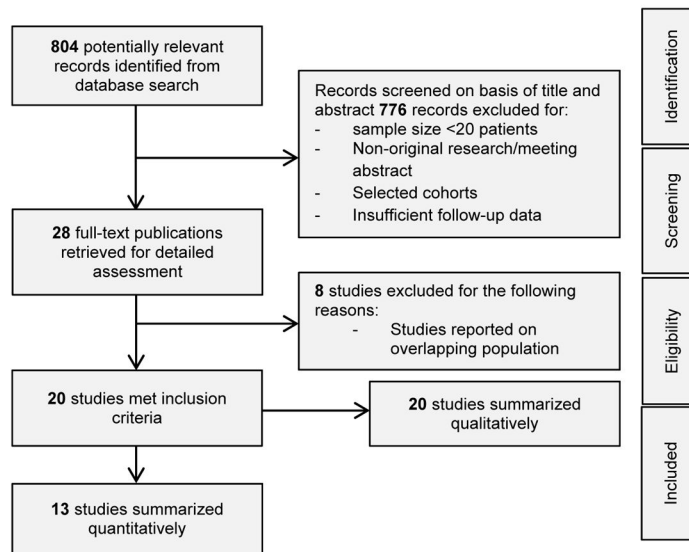 804 potentially relevant
records identified from
database search
Records screened on basis of title and
abstract 776 records excluded for:
- sample size <20 patients
- Non-original research/meeting
abstract
- Selected cohorts
- Insufficient follow-up data
28 full-text publications
retrieved for detailed
assessment
8 studies excluded for the following
reasons:
- Studies reported on
overlapping population
20 studies met inclusion
criteria
20 studies summarized
qualitatively
13 studies summarized
quantitatively
Identification
Screening
Eligibility
Included